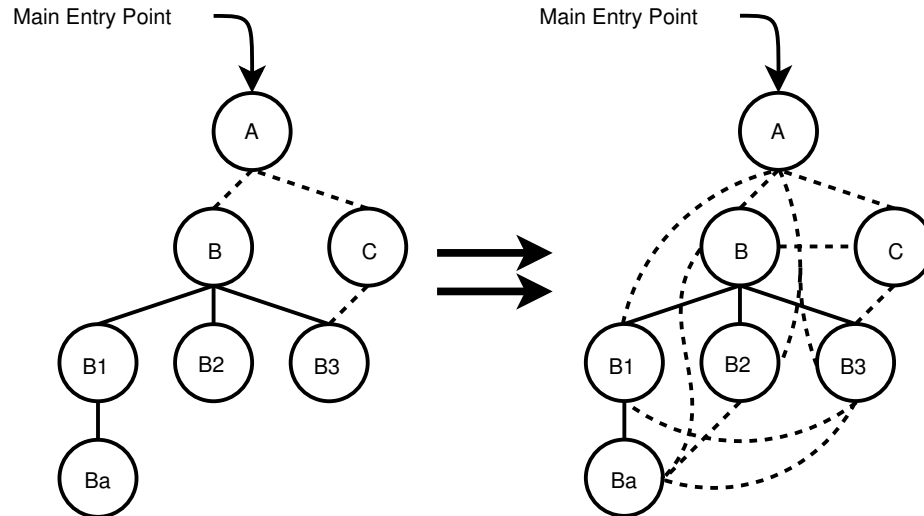 Main Entry Point
A
B
C
B1
B2
B3
Ba
Main Entry Point
A
B
C
B1
B2
B3
Ba